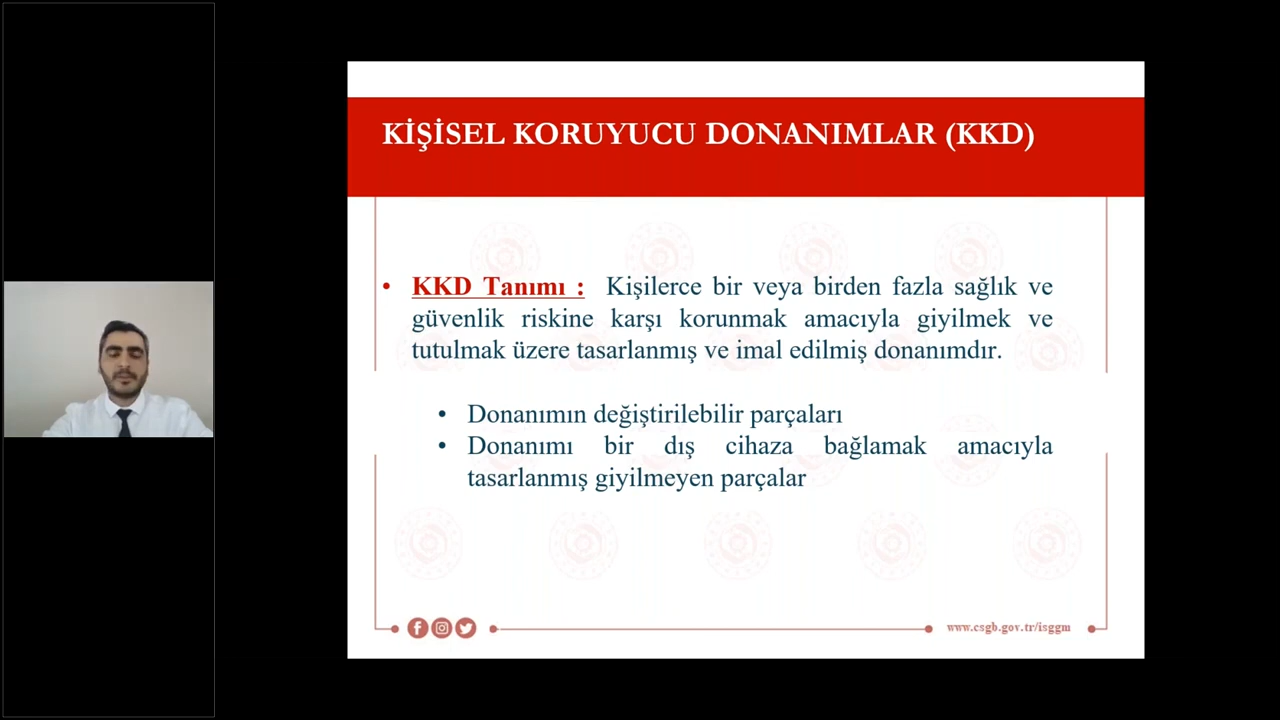 KİŞİSEL KORUYUCU DONANIMLAR (KKD)
• KKD Tanımı : Kişilerce bir veya birden fazla sağlık ve
güvenlik riskine karşı korunmak amacıyla giyilmek ve
tutulmak üzere tasarlanmış ve imal edilmiş donanımdır.
• Donanımın değiştirilebilir parçaları
• Donanımı bir dış cihaza bağlamak amacıyla
tasarlanmış giyilmeyen parçalar
www.csgb.gov.tr/isggm